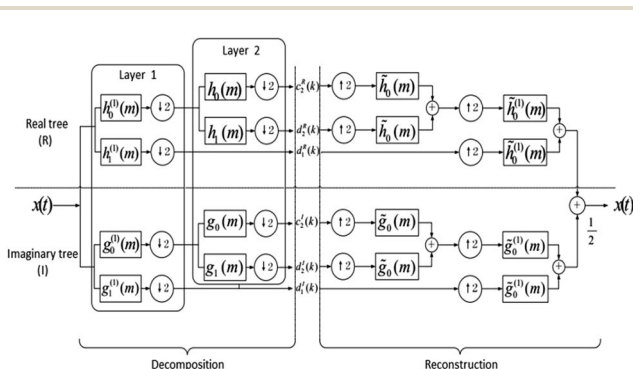 Layer 2
Layer 1
h₀(m) ↓2 c₂ᴿ(k) ↑2 h̃₀(m)
h₀⁽¹⁾(m) ↓2 + ↑2 h̃₀⁽¹⁾(m)
Real tree
(R)
h₁(m) ↓2 d₂ᴿ(k) ↑2 h̃₀(m)
h₁⁽¹⁾(m) ↓2 d₁ᴿ(k) ↑2 h̃₀⁽¹⁾(m) +
x(t) + x(t)
1/2
g₀(m) ↓2 c₂ᴵ(k) ↑2 g̃₀(m)
Imaginary tree
(I)
g₀⁽¹⁾(m) ↓2 + ↑2 g̃₀⁽¹⁾(m)
g₁(m) ↓2 d₂ᴵ(k) ↑2 g̃₀(m) +
g₁⁽¹⁾(m) ↓2 d₁ᴵ(k) ↑2 g̃₀⁽¹⁾(m)
Decomposition Reconstruction